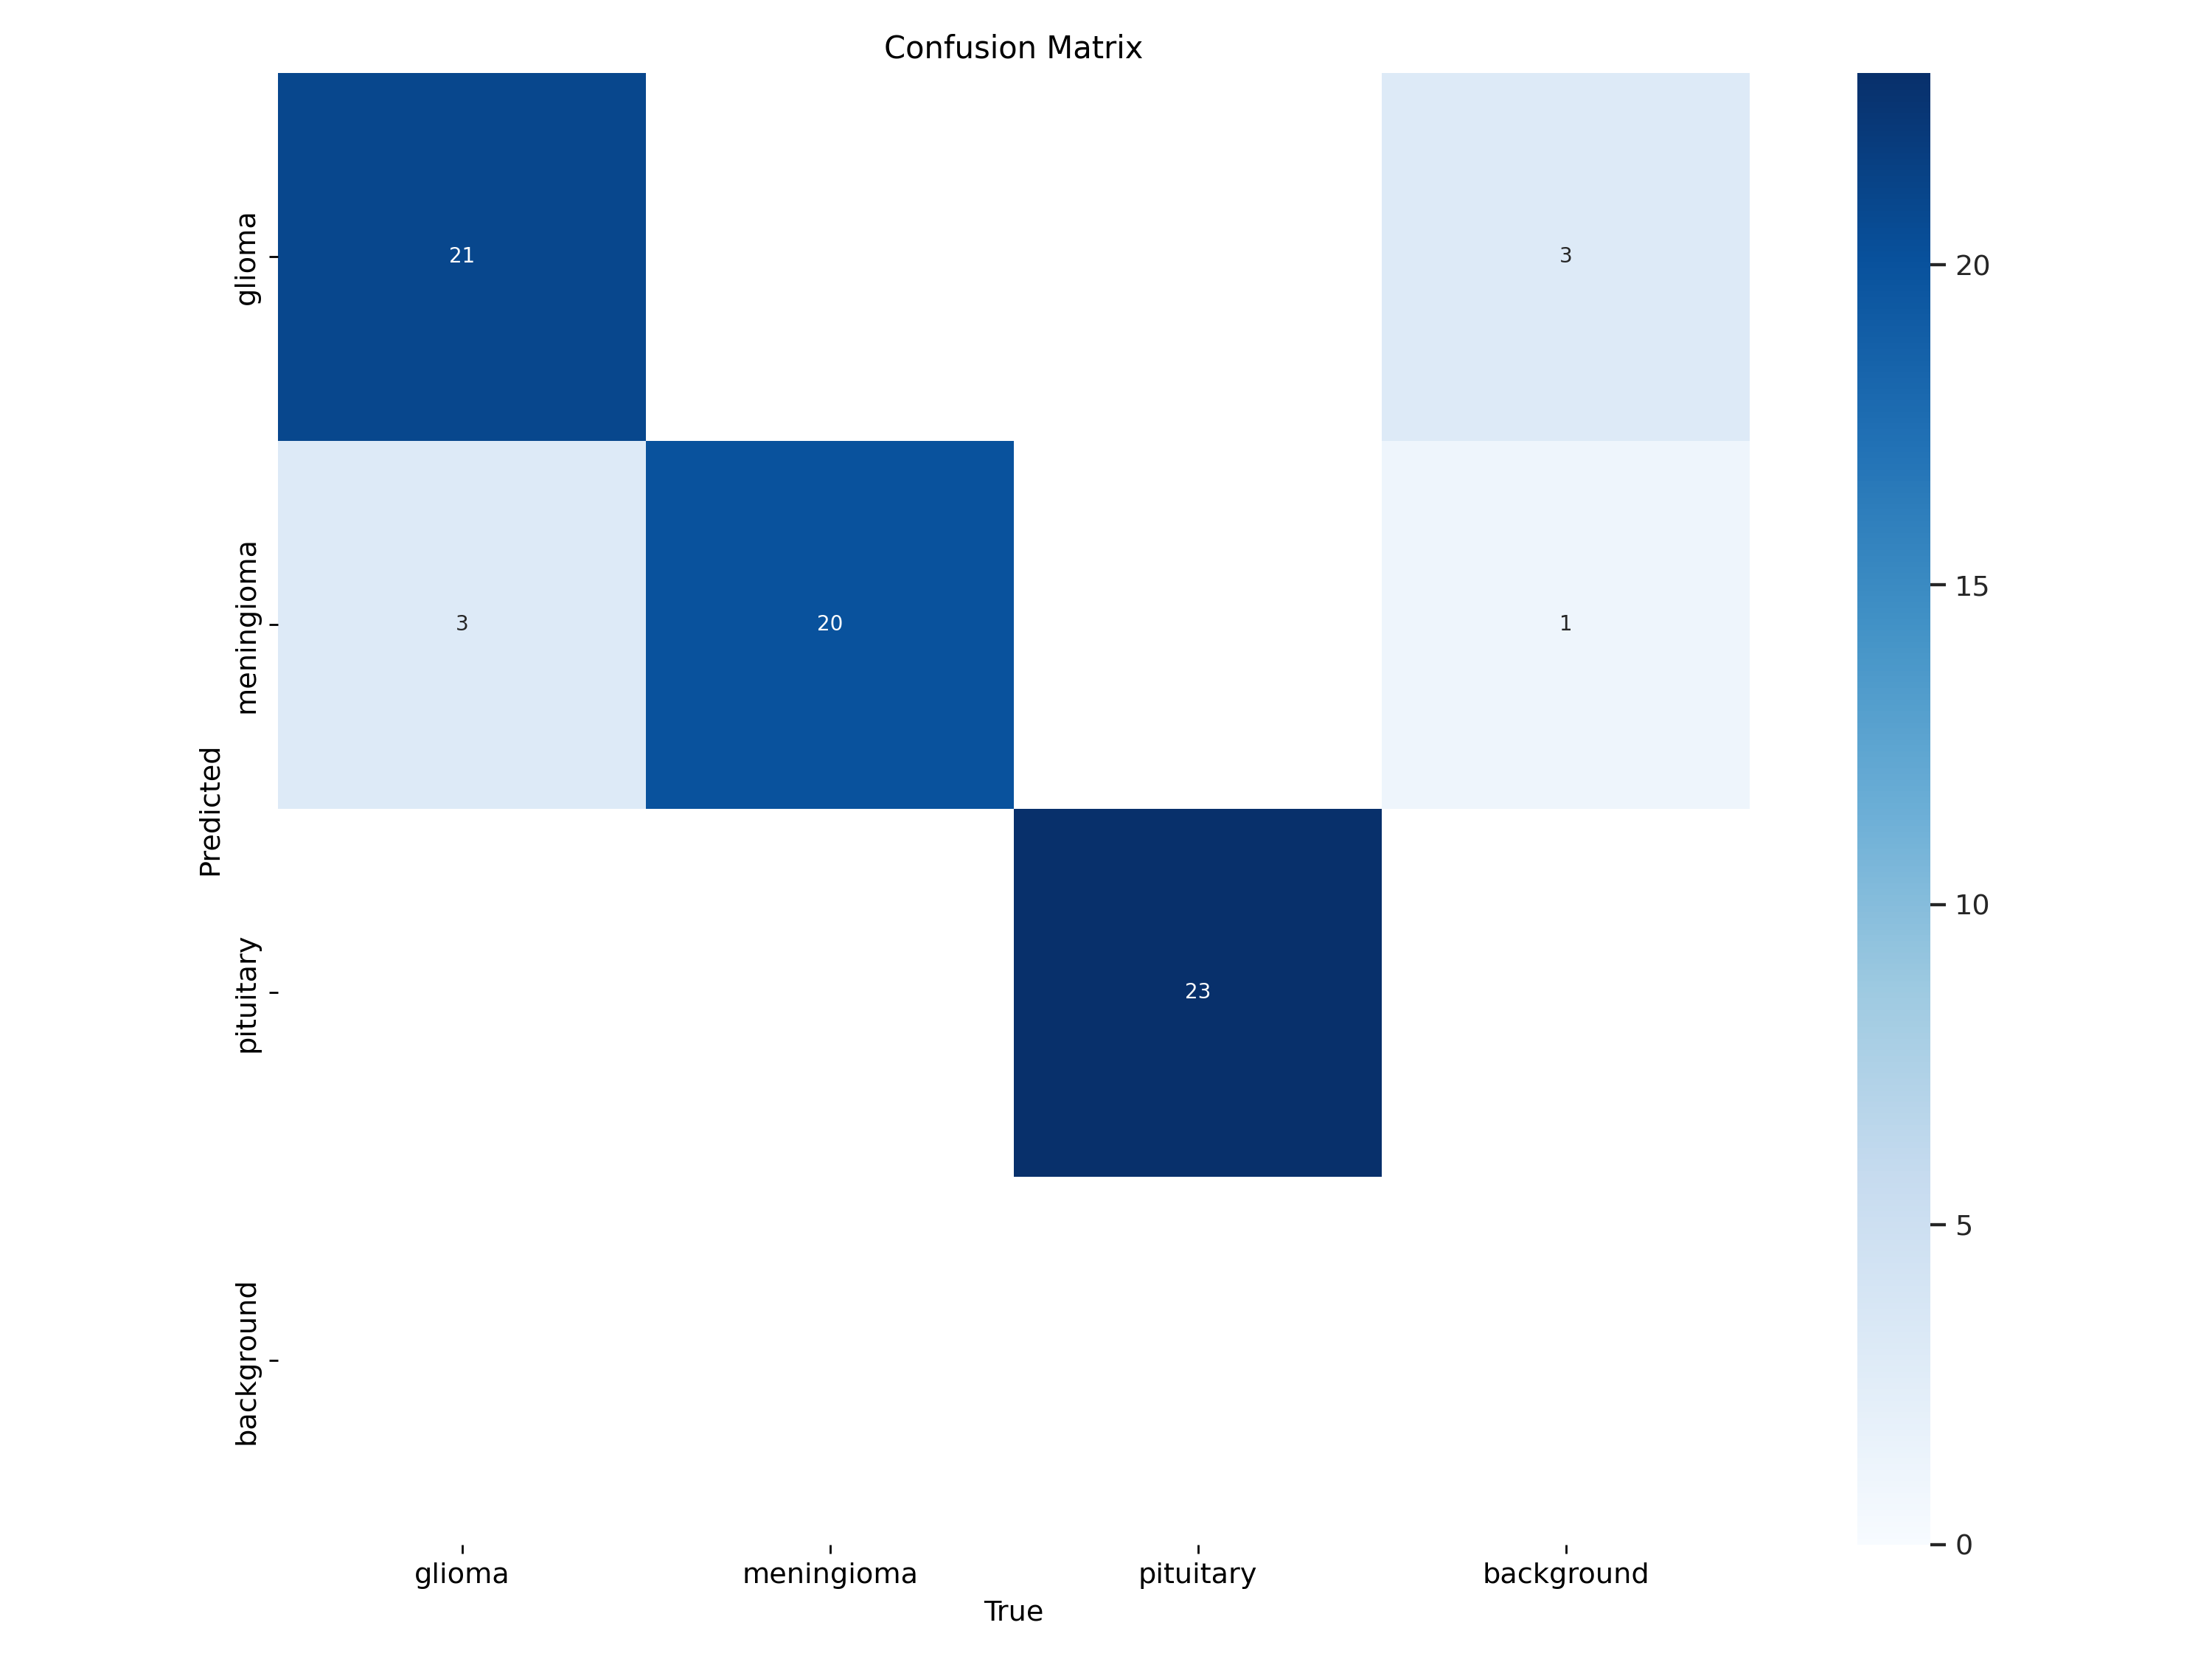 Confusion Matrix
glioma
21
3
20
meningioma
3
20
1
15
Predicted
10
pituitary
23
5
background
0
glioma meningioma pituitary background
True